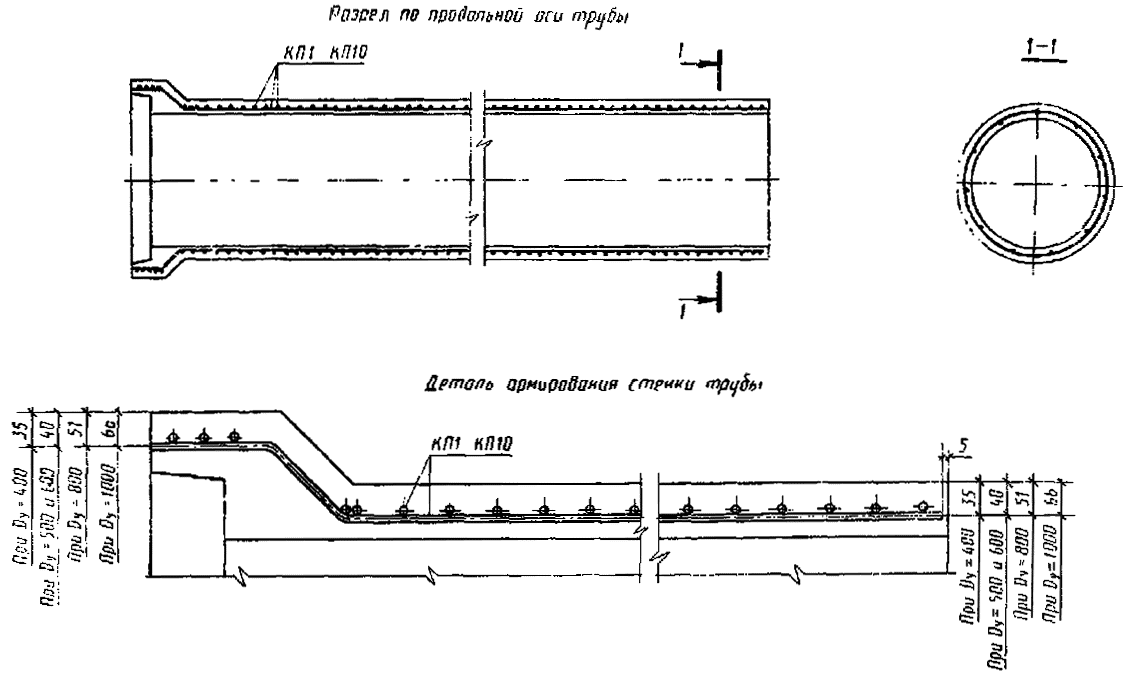 Разрез по продольной оси трубы
КП1 КП10
1
1-1
1
Деталь армирования стенки трубы
35
40
51
66
При Dу = 400
При Dу = 500 и 600
При Dу = 800
При Dу = 1000
КП1 КП10
5
35
40
51
66
При Dу = 400
При Dу = 500 и 600
При Dу = 800
При Dу = 1000